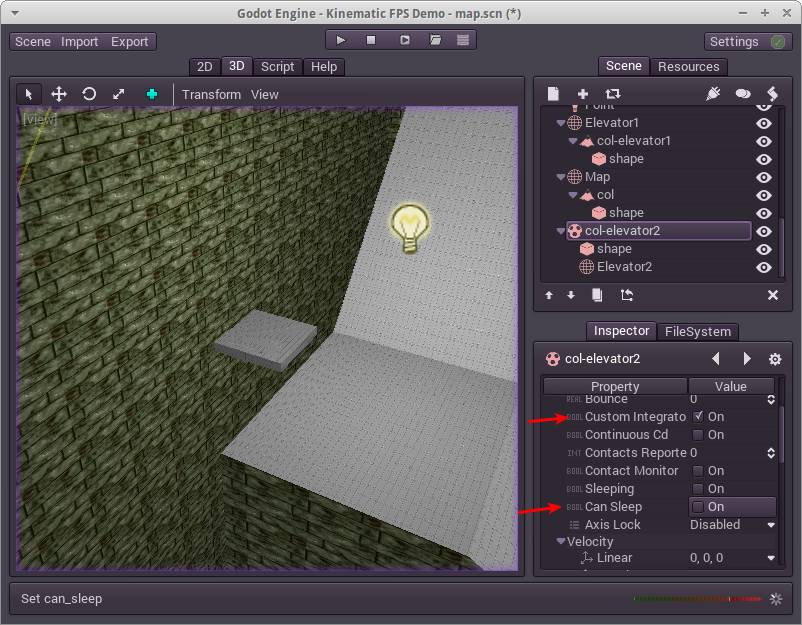 Godot Engine - Kinematic FPS Demo - map.scn (*)
Scene Import Export
Settings
2D 3D Script Help
Scene Resources
Transform View
[view]
Point
Elevator1
col-elevator1
shape
Map
col
shape
col-elevator2
shape
Elevator2
Inspector FileSystem
col-elevator2
Property Value
REAL Bounce 0
BOOL Custom Integrato On
BOOL Continuous Cd On
INT Contacts Reporte 0
BOOL Contact Monitor On
BOOL Sleeping On
BOOL Can Sleep On
Axis Lock Disabled
Velocity
Linear 0, 0, 0
Set can_sleep